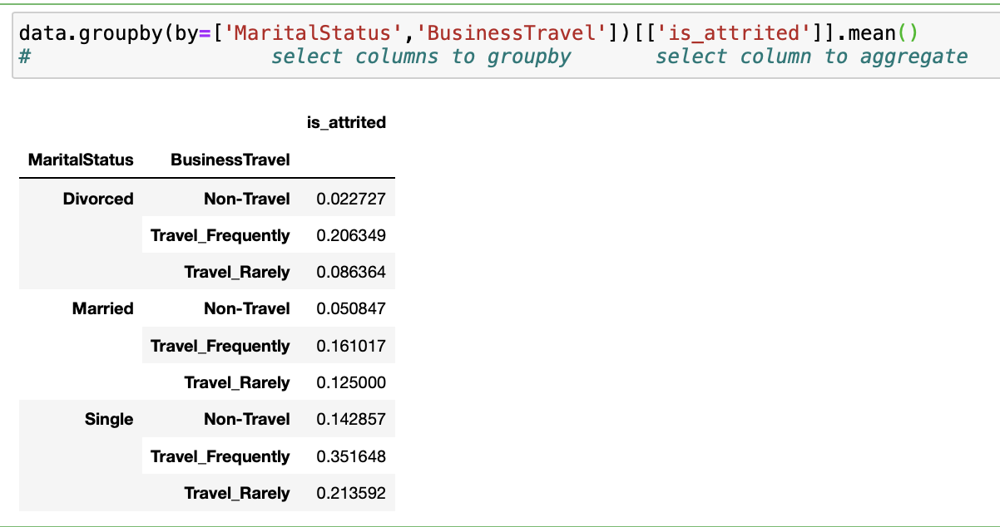 data.groupby(by=['MaritalStatus','BusinessTravel'])[['is_attrited']].mean()
# select columns to groupby select column to aggregate
is_attrited
MaritalStatus BusinessTravel
Divorced Non-Travel 0.022727
Travel_Frequently 0.206349
Travel_Rarely 0.086364
Married Non-Travel 0.050847
Travel_Frequently 0.161017
Travel_Rarely 0.125000
Single Non-Travel 0.142857
Travel_Frequently 0.351648
Travel_Rarely 0.213592